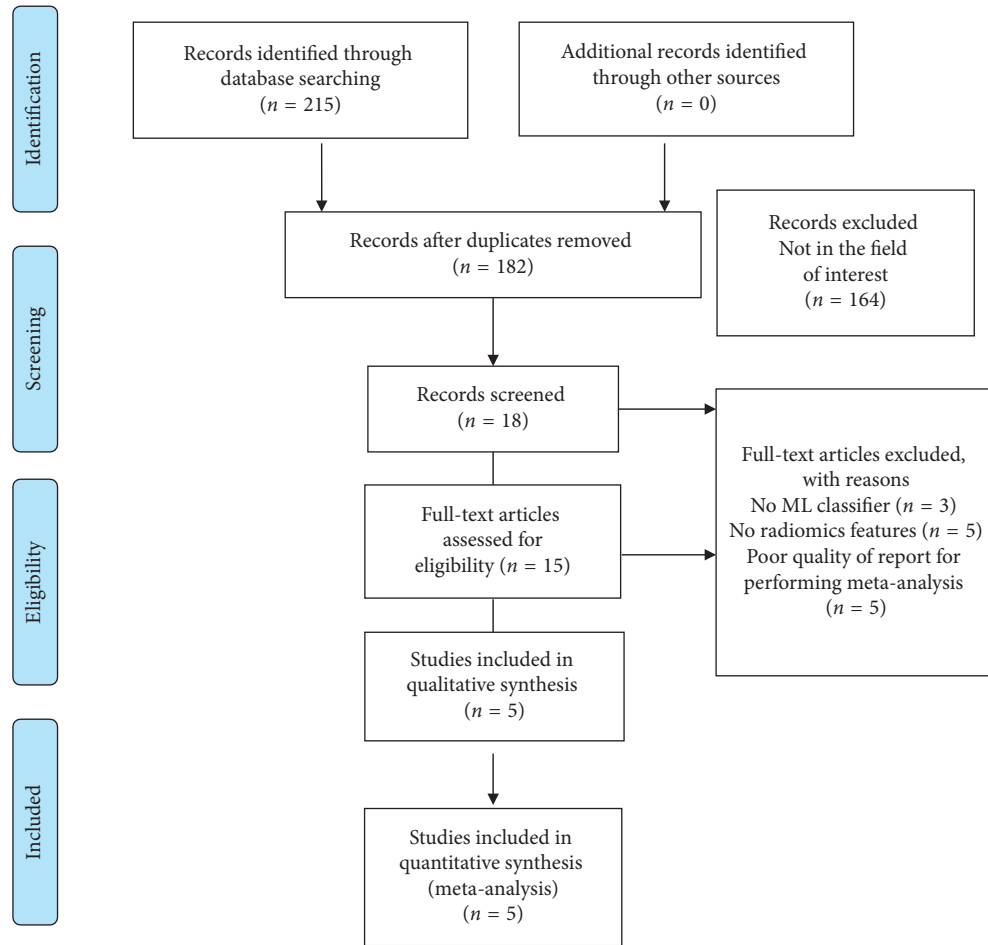 Identification
Records identified through
database searching
(n = 215)
Additional records identified
through other sources
(n = 0)
Records after duplicates removed
(n = 182)
Records excluded
Not in the field
of interest
(n = 164)
Screening
Records screened
(n = 18)
Full-text articles excluded,
with reasons
No ML classifier (n = 3)
No radiomics features (n = 5)
Poor quality of report for
performing meta-analysis
(n = 5)
Eligibility
Full-text articles
assessed for
eligibility (n = 15)
Studies included in
qualitative synthesis
(n = 5)
Included
Studies included in
quantitative synthesis
(meta-analysis)
(n = 5)